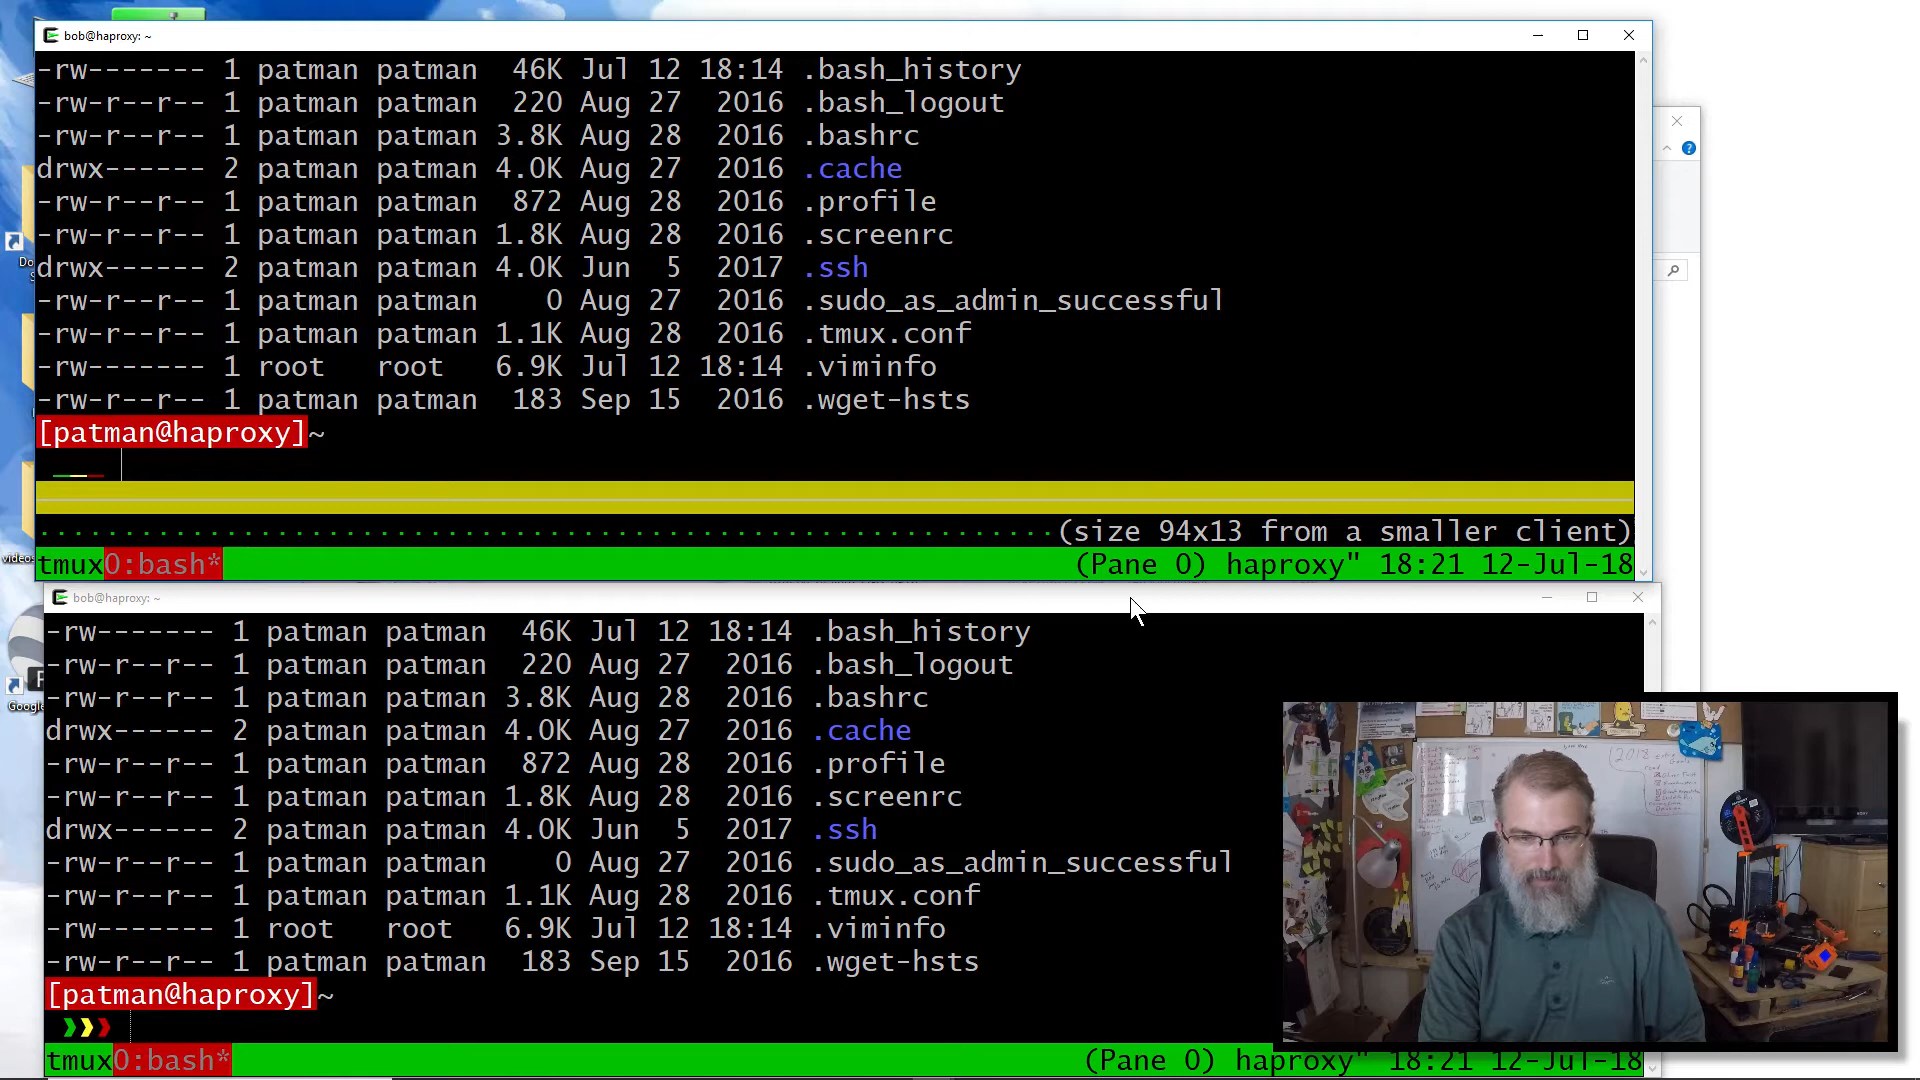 bob@haproxy: ~
-rw------- 1 patman patman  46K Jul 12 18:14 .bash_history
-rw-r--r-- 1 patman patman  220 Aug 27  2016 .bash_logout
-rw-r--r-- 1 patman patman 3.8K Aug 28  2016 .bashrc
drwx------ 2 patman patman 4.0K Aug 27  2016 .cache
-rw-r--r-- 1 patman patman  872 Aug 28  2016 .profile
-rw-r--r-- 1 patman patman 1.8K Aug 28  2016 .screenrc
drwx------ 2 patman patman 4.0K Jun  5  2017 .ssh
-rw-r--r-- 1 patman patman    0 Aug 27  2016 .sudo_as_admin_successful
-rw-r--r-- 1 patman patman 1.1K Aug 28  2016 .tmux.conf
-rw------- 1 root   root   6.9K Jul 12 18:14 .viminfo
-rw-r--r-- 1 patman patman  183 Sep 15  2016 .wget-hsts
[patman@haproxy]~
(size 94x13 from a smaller client)
tmux0:bash* (Pane 0) haproxy" 18:21 12-Jul-18
bob@haproxy: ~
-rw------- 1 patman patman  46K Jul 12 18:14 .bash_history
-rw-r--r-- 1 patman patman  220 Aug 27  2016 .bash_logout
-rw-r--r-- 1 patman patman 3.8K Aug 28  2016 .bashrc
drwx------ 2 patman patman 4.0K Aug 27  2016 .cache
-rw-r--r-- 1 patman patman  872 Aug 28  2016 .profile
-rw-r--r-- 1 patman patman 1.8K Aug 28  2016 .screenrc
drwx------ 2 patman patman 4.0K Jun  5  2017 .ssh
-rw-r--r-- 1 patman patman    0 Aug 27  2016 .sudo_as_admin_successful
-rw-r--r-- 1 patman patman 1.1K Aug 28  2016 .tmux.conf
-rw------- 1 root   root   6.9K Jul 12 18:14 .viminfo
-rw-r--r-- 1 patman patman  183 Sep 15  2016 .wget-hsts
[patman@haproxy]~
❯❯❯
tmux0:bash* (Pane 0) haproxy" 18:21 12-Jul-18
Do
videos
Google
2018